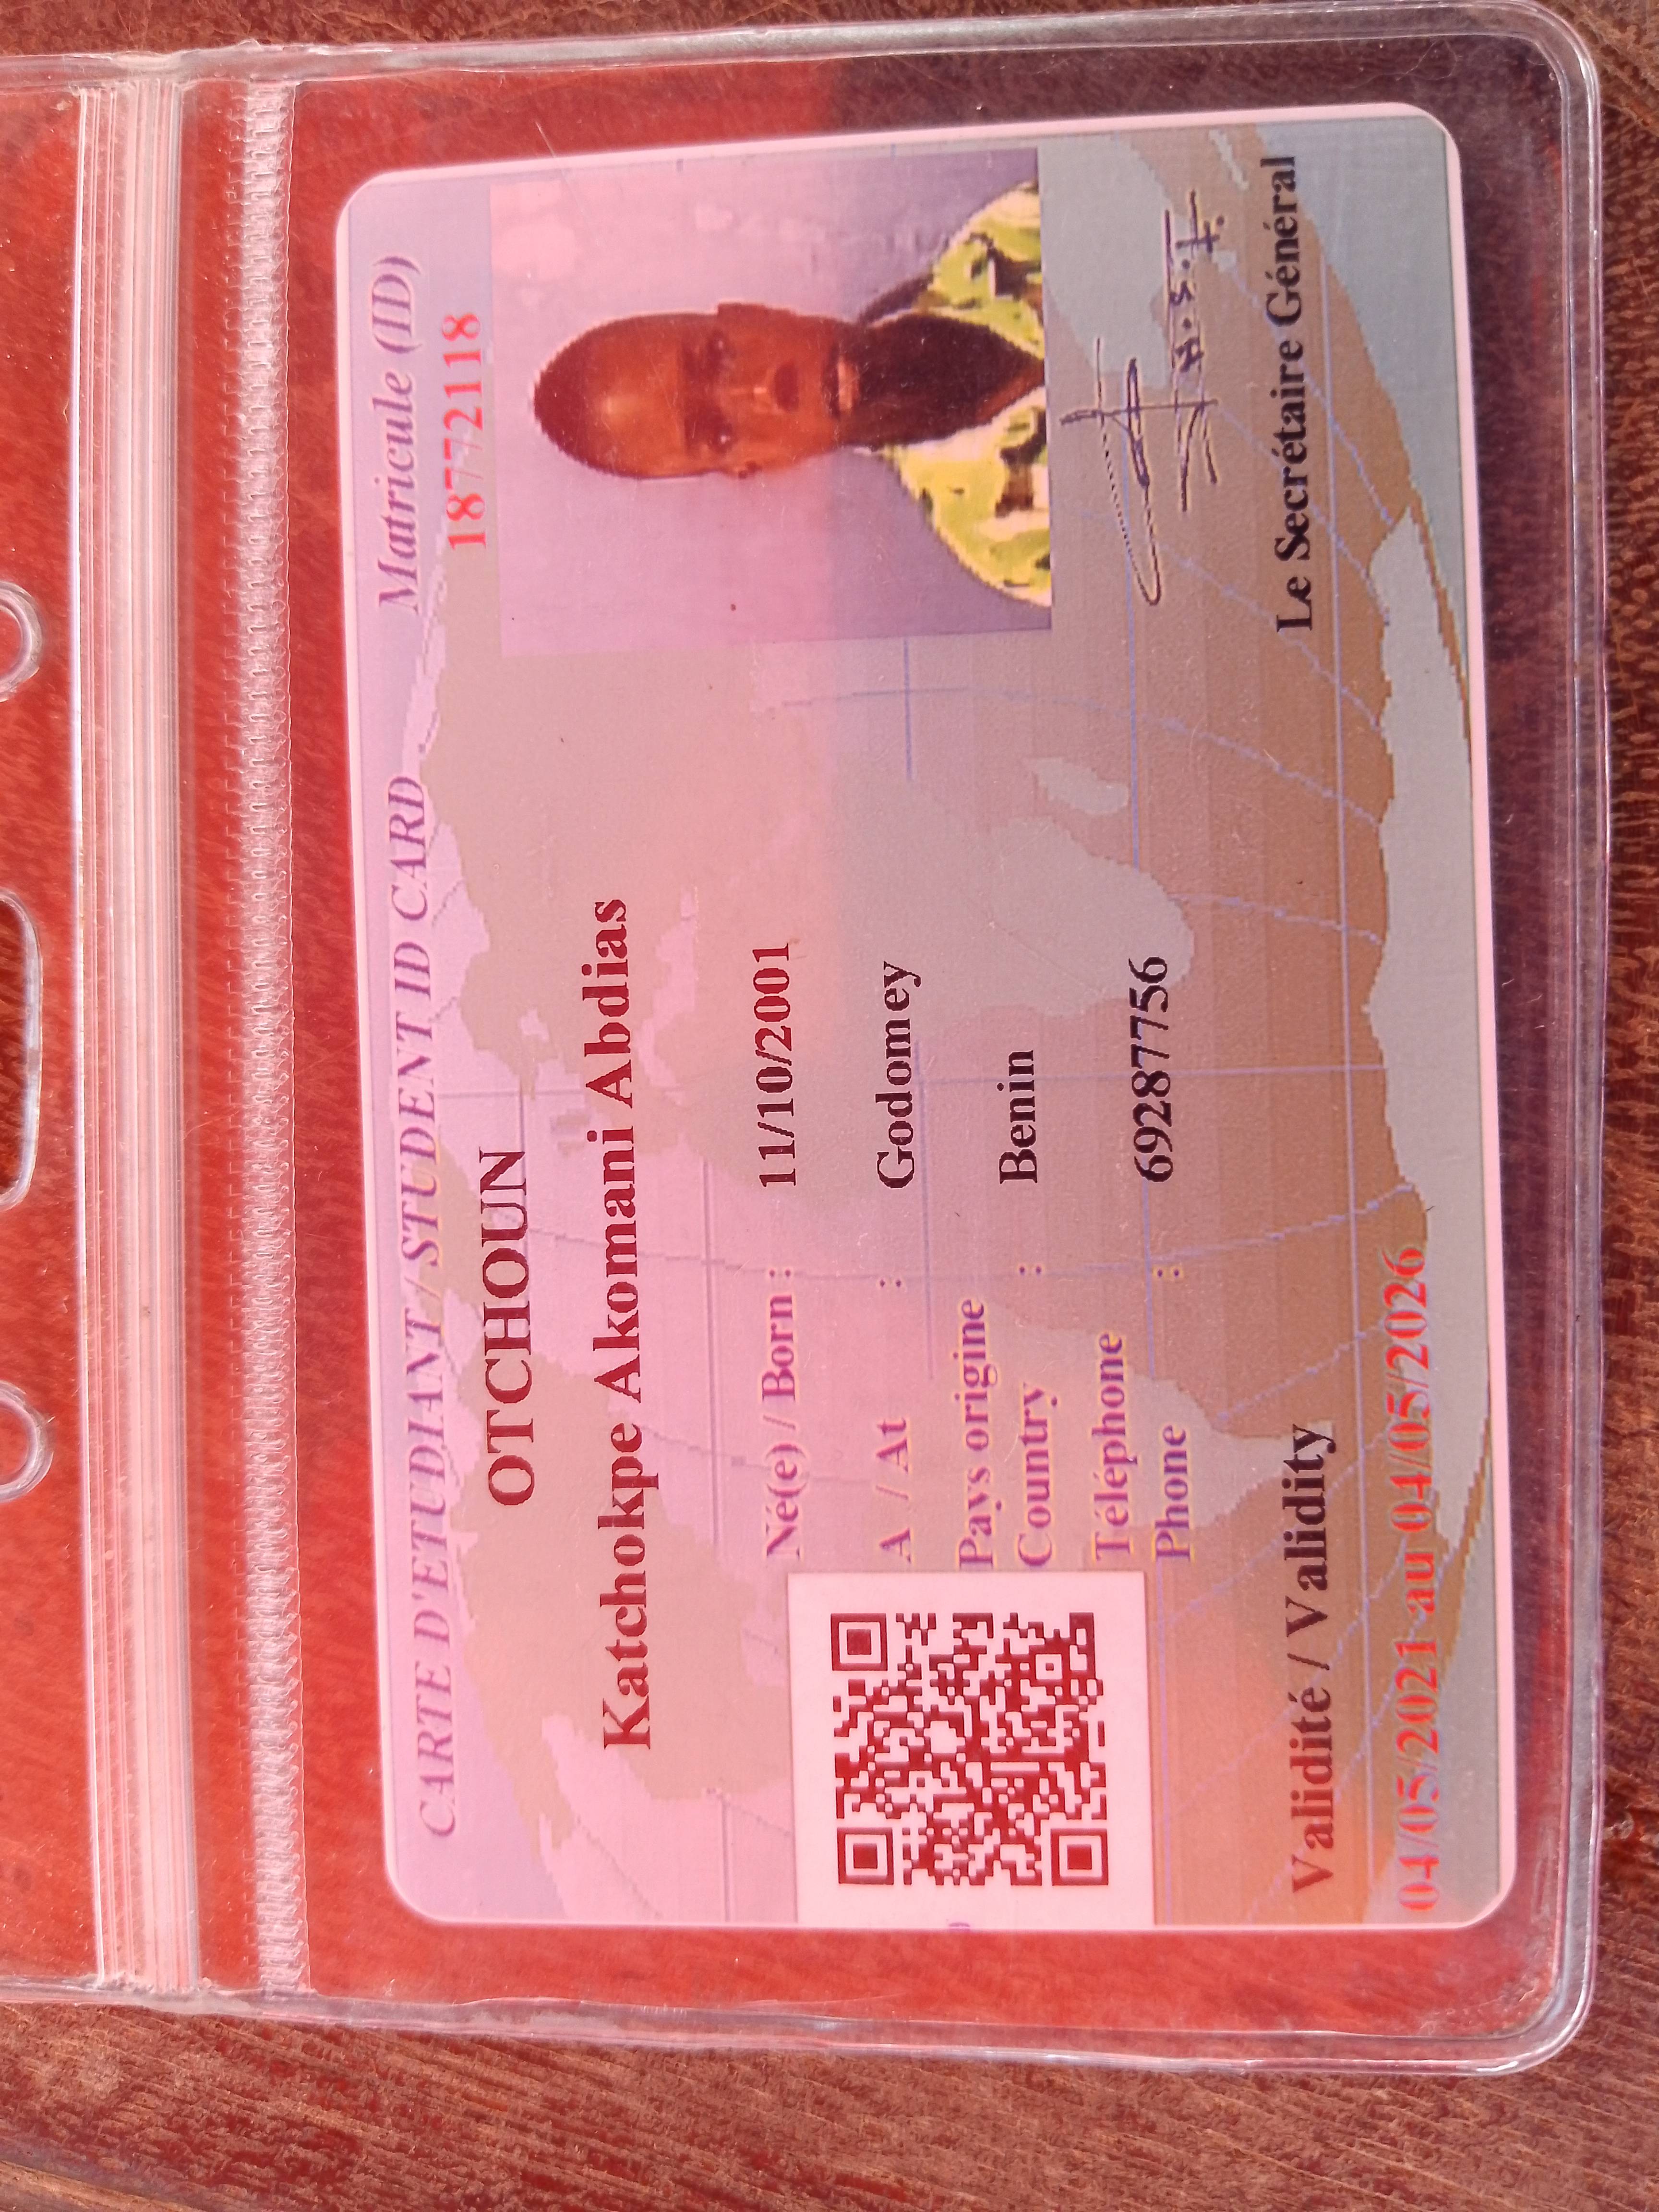 CARTE D'ETUDIANT / STUDENT ID CARD
Matricule (ID)
18772118
OTCHOUN
Katchokpe Akomani Abdias
Né(e) / Born : 11/10/2001
A / At : Godomey
Pays origine
Country : Benin
Téléphone
Phone : 69287756
Validité / Validity
04/05/2021 au 04/05/2026
Le Secrétaire Général